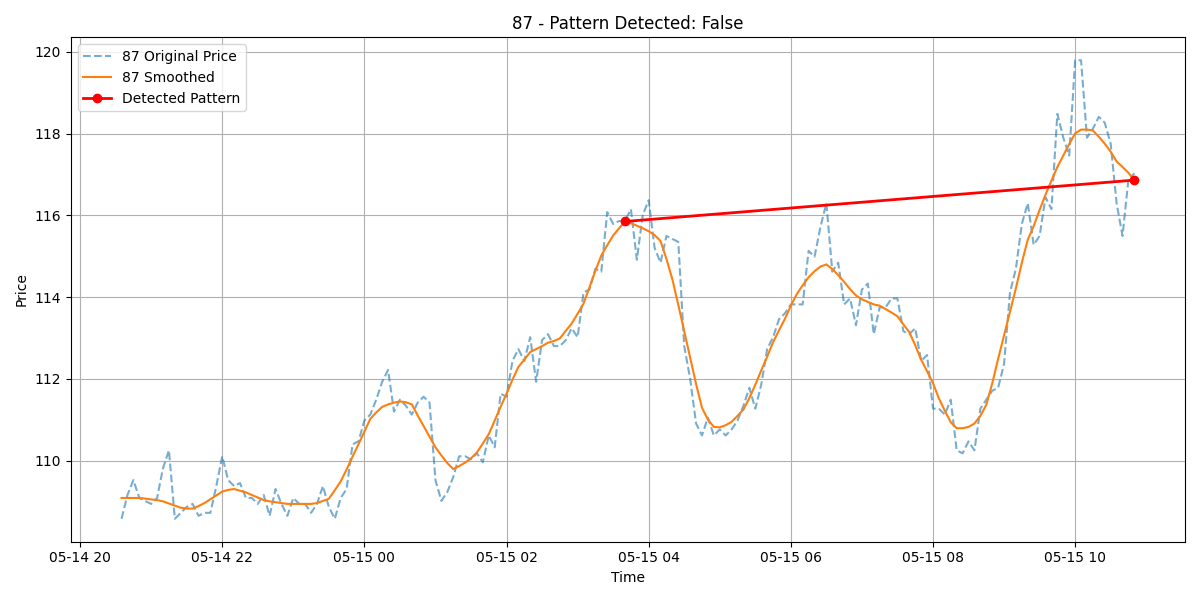 87 - Pattern Detected: False
87 Original Price
87 Smoothed
Detected Pattern
Price
120
118
116
114
112
110
05-14 20
05-14 22
05-15 00
05-15 02
05-15 04
05-15 06
05-15 08
05-15 10
Time